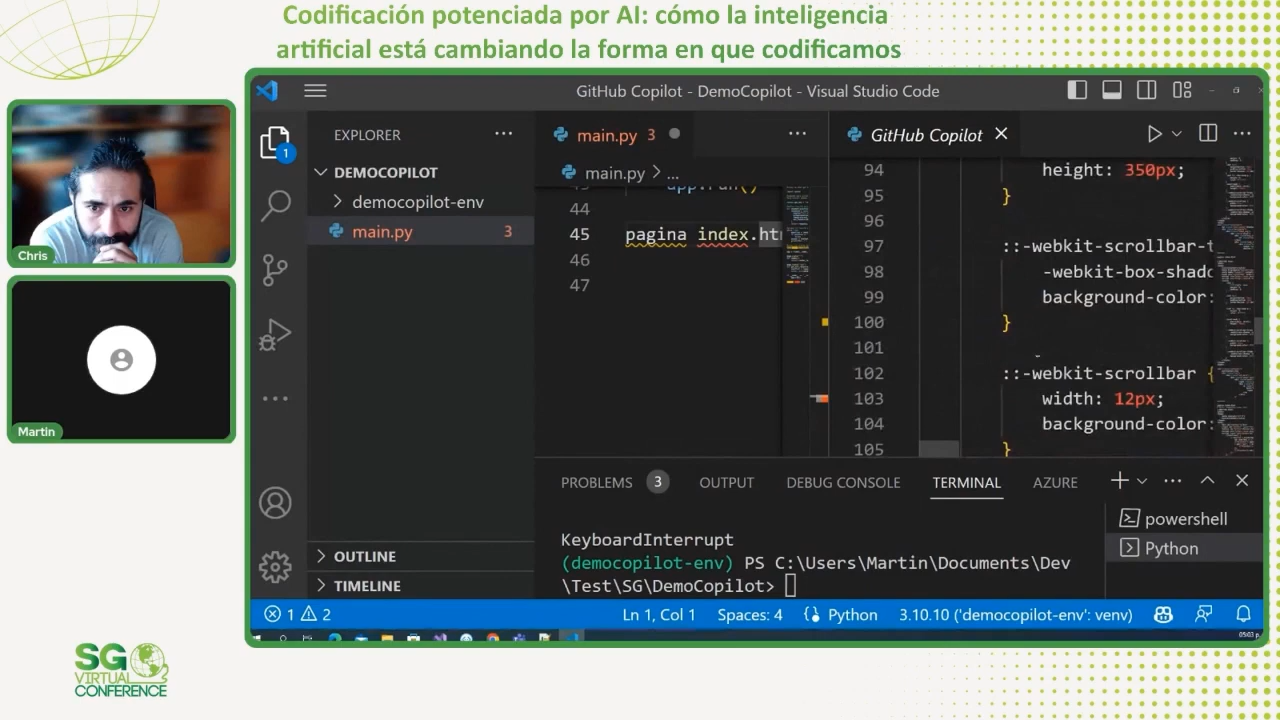 Codificación potenciada por AI: cómo la inteligencia
artificial está cambiando la forma en que codificamos
Chris
Martin
SG
VIRTUAL
CONFERENCE
GitHub Copilot - DemoCopilot - Visual Studio Code
1
EXPLORER
DEMOCOPILOT
democopilot-env
main.py 3
OUTLINE
TIMELINE
main.py 3
main.py > ...
app.run()
44
45 pagina index.ht
46
47
GitHub Copilot
94 height: 350px;
95 }
96
97 ::-webkit-scrollbar-t
98 -webkit-box-shado
99 background-color:
100 }
101
102 ::-webkit-scrollbar {
103 width: 12px;
104 background-color:
105 }
PROBLEMS 3 OUTPUT DEBUG CONSOLE TERMINAL AZURE
KeyboardInterrupt
(democopilot-env) PS C:\Users\Martin\Documents\Dev
\Test\SG\DemoCopilot>
powershell
Python
1 2 Ln 1, Col 1 Spaces: 4 Python 3.10.10 ('democopilot-env': venv)